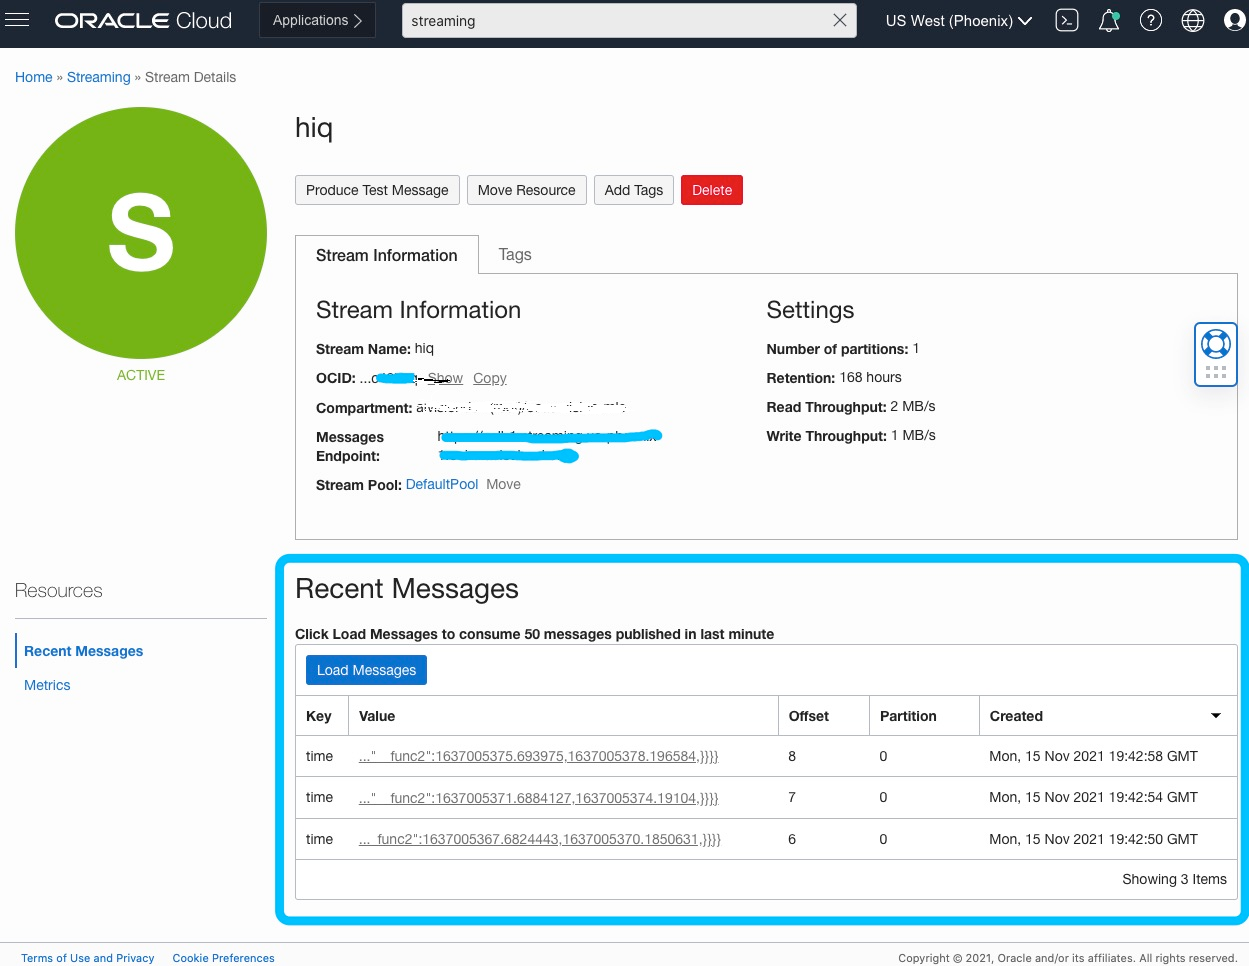 ORACLE Cloud
Applications
streaming
US West (Phoenix)
Home » Streaming » Stream Details
S
ACTIVE
hiq
Produce Test Message
Move Resource
Add Tags
Delete
Stream Information
Tags
Stream Information
Stream Name: hiq
OCID: Show Copy
Compartment:
Messages
Endpoint:
Stream Pool: DefaultPool Move
Settings
Number of partitions: 1
Retention: 168 hours
Read Throughput: 2 MB/s
Write Throughput: 1 MB/s
Resources
Recent Messages
Metrics
Recent Messages
Click Load Messages to consume 50 messages published in last minute
Load Messages
Key Value Offset Partition Created
time ..."__func2":1637005375.693975,1637005378.196584,}}}} 8 0 Mon, 15 Nov 2021 19:42:58 GMT
time ..."__func2":1637005371.6884127,1637005374.19104,}}}} 7 0 Mon, 15 Nov 2021 19:42:54 GMT
time ..._func2":1637005367.6824443,1637005370.1850631,}}}} 6 0 Mon, 15 Nov 2021 19:42:50 GMT
Showing 3 Items
Terms of Use and Privacy Cookie Preferences
Copyright © 2021, Oracle and/or its affiliates. All rights reserved.